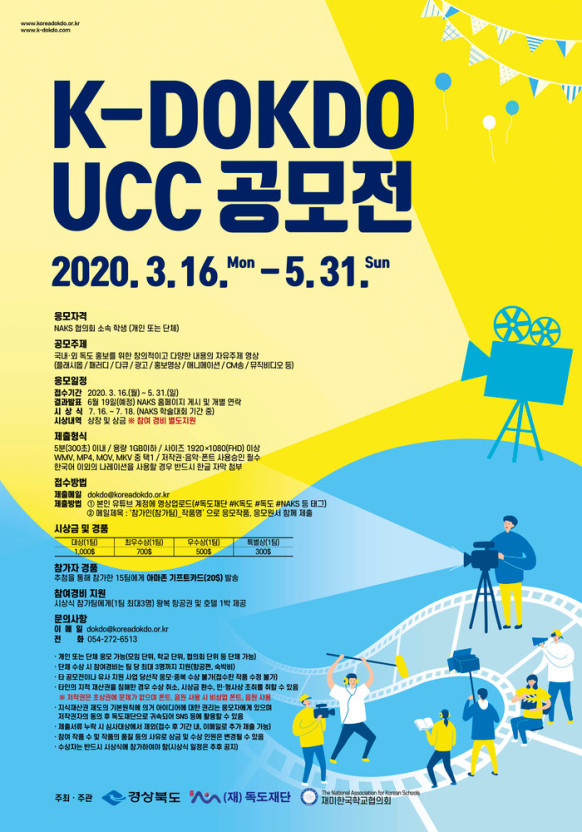 www.koreadokdo.or.kr
www.k-dokdo.com
K-DOKDO
UCC 공모전
2020. 3. 16. Mon – 5. 31. Sun
응모자격
NAKS 협의회 소속 학생 (개인 또는 단체)
공모주제
국내·외 독도 홍보를 위한 창의적이고 다양한 내용의 자유주제 영상
(플래시몹 / 패러디 / 다큐 / 광고 / 홍보영상 / 애니메이션 / CM송 / 뮤직비디오 등)
응모일정
접수기간 2020. 3. 16.(월) ~ 5. 31.(일)
결과발표 6월 19일(예정) NAKS 홈페이지 게시 및 개별 연락
시 상 식 7. 16. ~ 7. 18. (NAKS 학술대회 기간 중)
시상내역 상장 및 상금 ※ 참여 경비 별도지원
제출형식
5분(300초) 이내 / 용량 1GB이하 / 사이즈 1920×1080(FHD) 이상
WMV, MP4, MOV, MKV 중 택1 / 저작권·음악·폰트 사용승인 필수
한국어 이외의 나레이션을 사용할 경우 반드시 한글 자막 첨부
접수방법
제출메일 dokdo@koreadokdo.or.kr
제출방법 ① 본인 유튜브 계정에 영상업로드(#독도재단 #K독도 #독도 #NAKS 등 태그)
② 메일제목 : '참가인(참가팀)_작품명' 으로 응모작품, 응모원서 함께 제출
시상금 및 경품
대상(1팀) 최우수상(1팀) 우수상(1팀) 특별상(1팀)
1,000$ 700$ 500$ 300$
참가자 경품
추첨을 통해 참가한 15팀에게 아마존 기프트카드(20$) 발송
참여경비 지원
시상식 참가팀에게(1팀 최대3명) 왕복 항공권 및 호텔 1박 제공
문의사항
이 메 일 dokdo@koreadokdo.or.kr
전 화 054-272-6513
· 개인 또는 단체 응모 가능(모임 단위, 학교 단위, 협의회 단위 등 단체 가능)
· 단체 수상 시 참여경비는 팀 당 최대 3명까지 지원(항공편, 숙박비)
· 타 공모전이나 유사 지원 사업 당선작 응모·중복 수상 불가(접수한 작품 수정 불가)
· 타인의 지적 재산권을 침해한 경우 수상 취소, 시상금 환수, 민·형사상 조취를 취할 수 있음
※ 저작권은 초상권에 문제가 없으며 폰트, 음원 사용 시 비상업 폰트, 음원 사용
· 지식재산권 제도의 기본원칙에 의거 아이디어에 대한 권리는 응모자에게 있으며
저작권자의 동의 후 독도재단으로 귀속되어 SNS 등에 활용할 수 있음
· 제출서류 누락 시 심사대상에서 제외(접수 후 기간 내, 이메일로 추가 제출 가능)
· 참여 작품 수 및 작품의 품질 등의 사유로 상금 및 수상 인원은 변경될 수 있음
· 수상자는 반드시 시상식에 참가하여야 함(시상식 일정은 추후 공지)
주최 · 주관 경상북도 (재) 독도재단 The National Association for Korean Schools
재미한국학교협의회